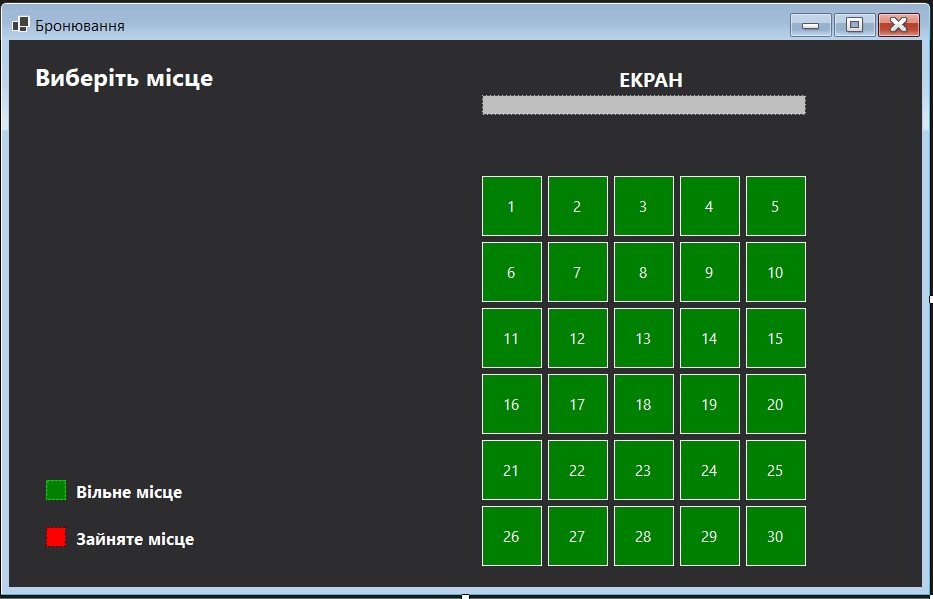 Бронювання
Виберіть місце
ЕКРАН
1 2 3 4 5
6 7 8 9 10
11 12 13 14 15
16 17 18 19 20
21 22 23 24 25
26 27 28 29 30
Вільне місце
Зайняте місце